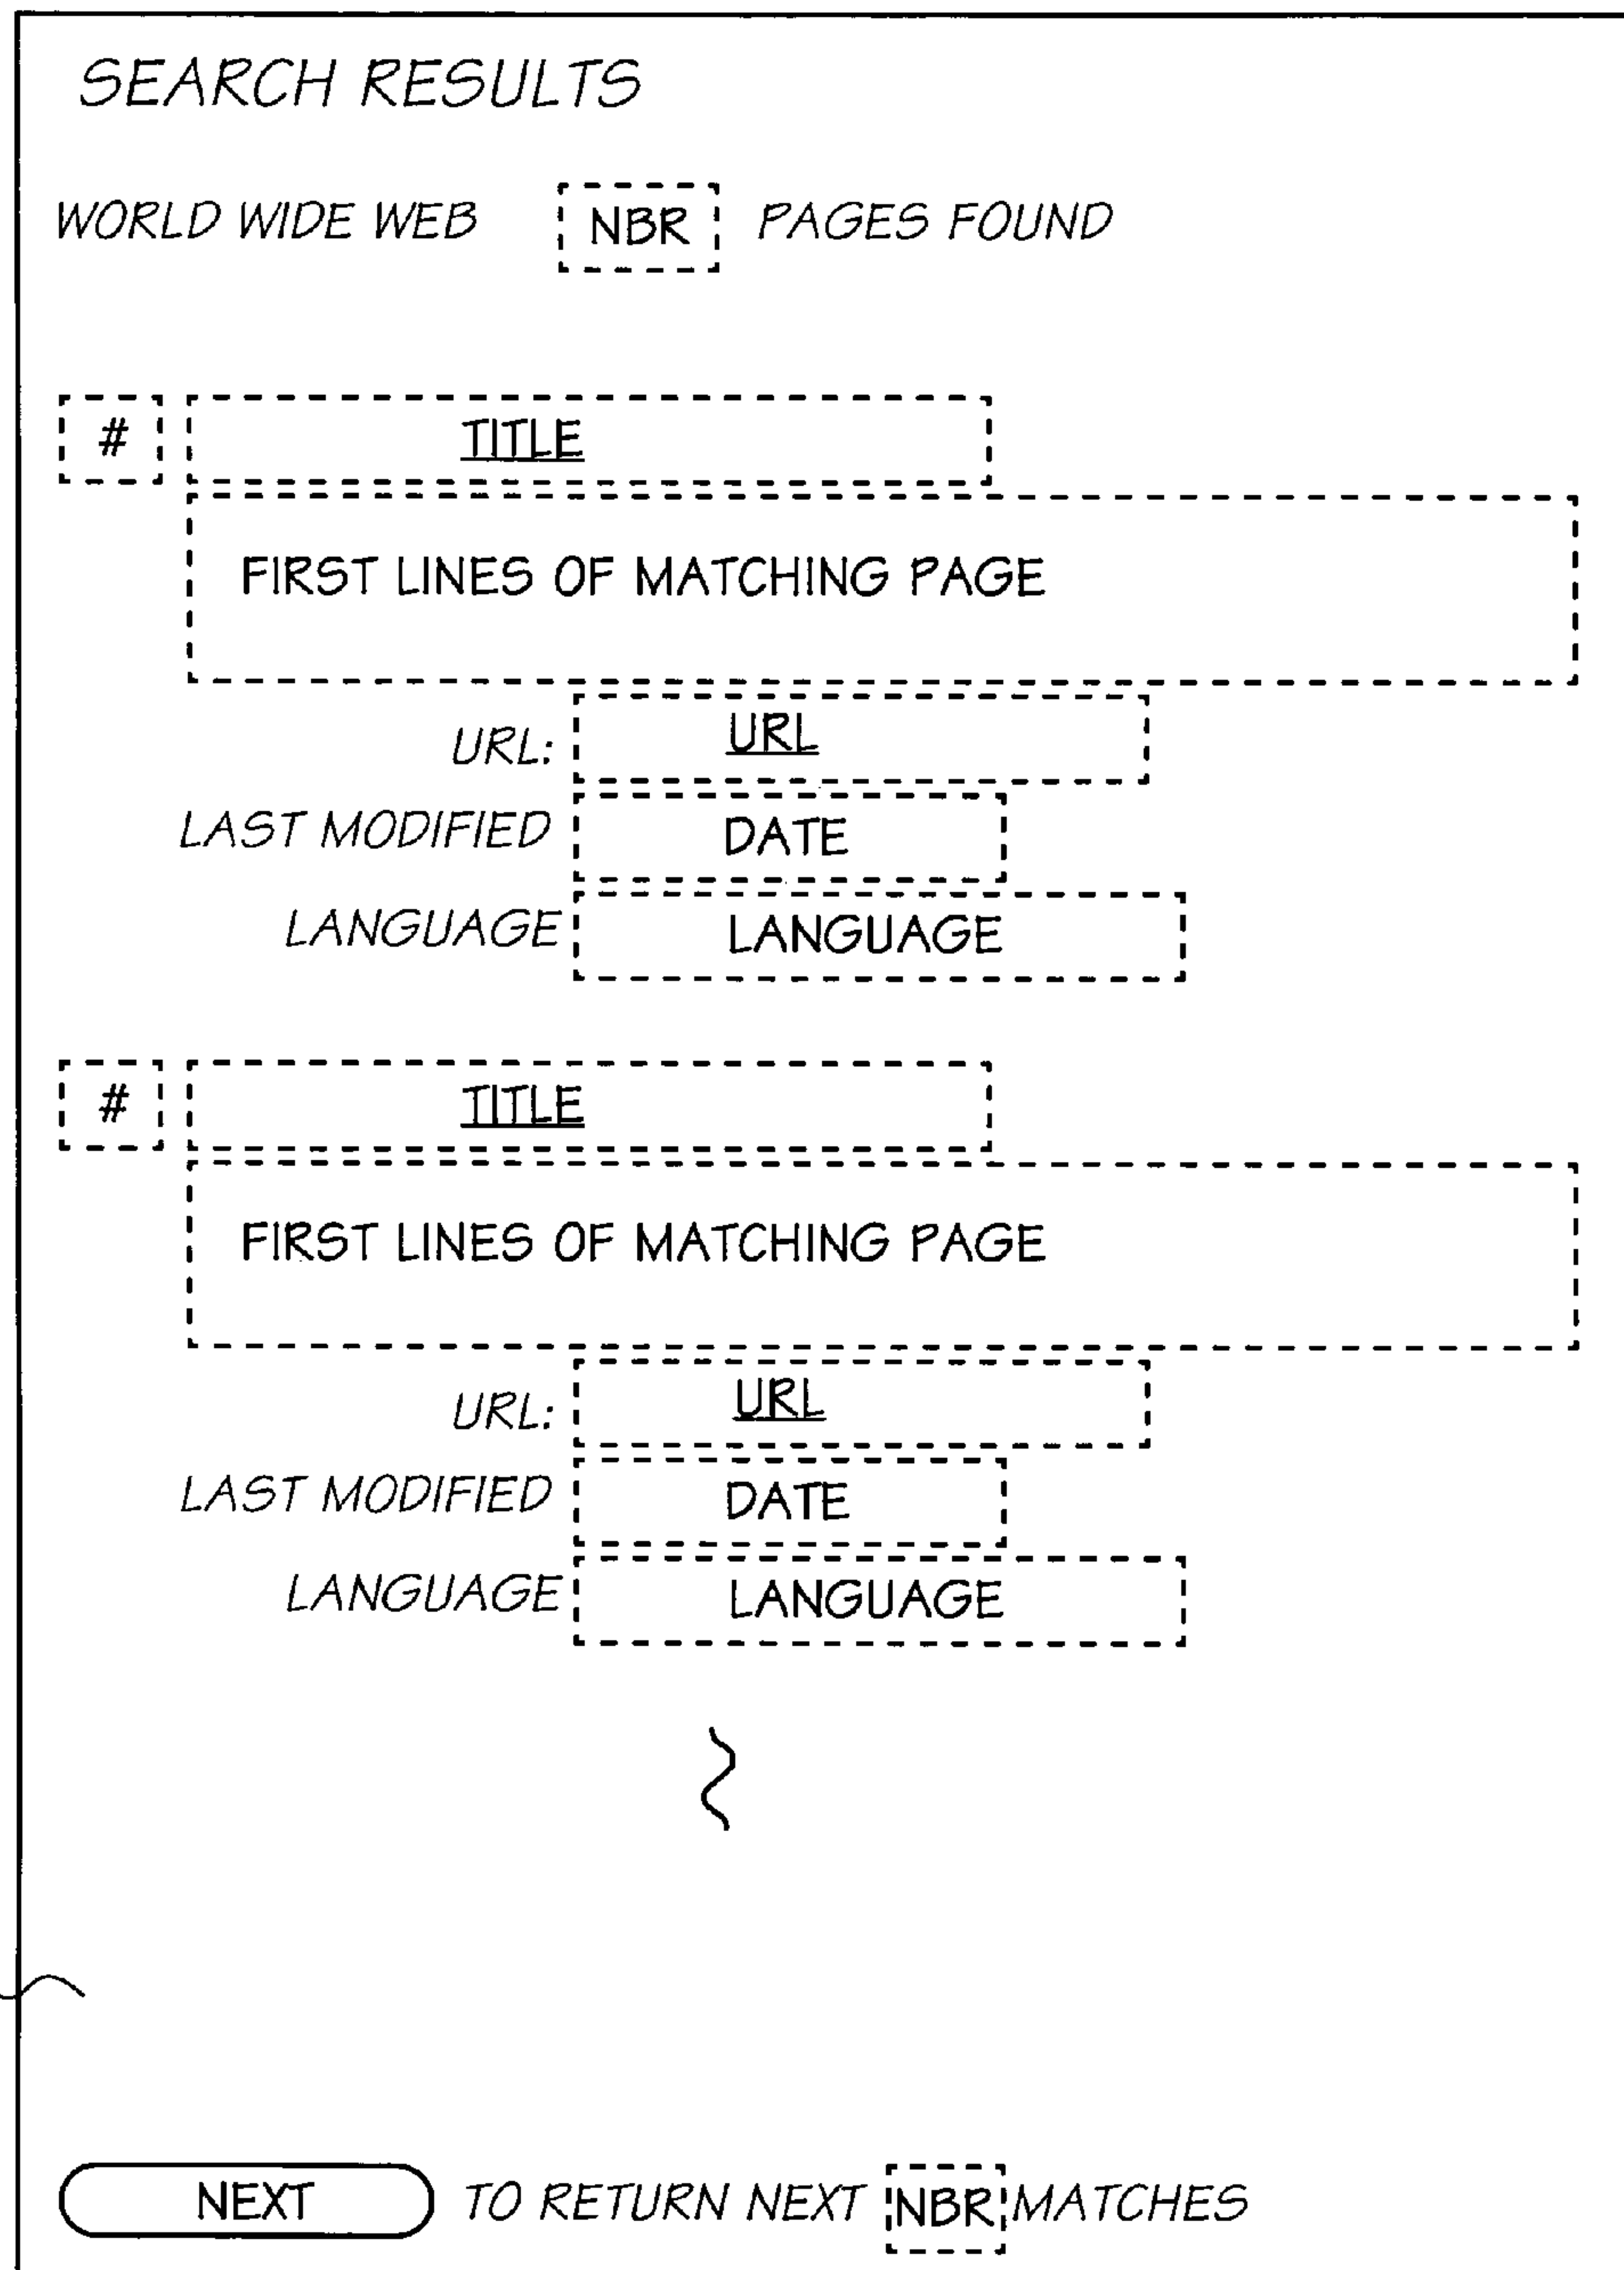 SEARCH RESULTS
WORLD WIDE WEB NBR PAGES FOUND
# TITLE
FIRST LINES OF MATCHING PAGE
URL: URL
LAST MODIFIED DATE
LANGUAGE LANGUAGE
# TITLE
FIRST LINES OF MATCHING PAGE
URL: URL
LAST MODIFIED DATE
LANGUAGE LANGUAGE
NEXT TO RETURN NEXT NBR MATCHES